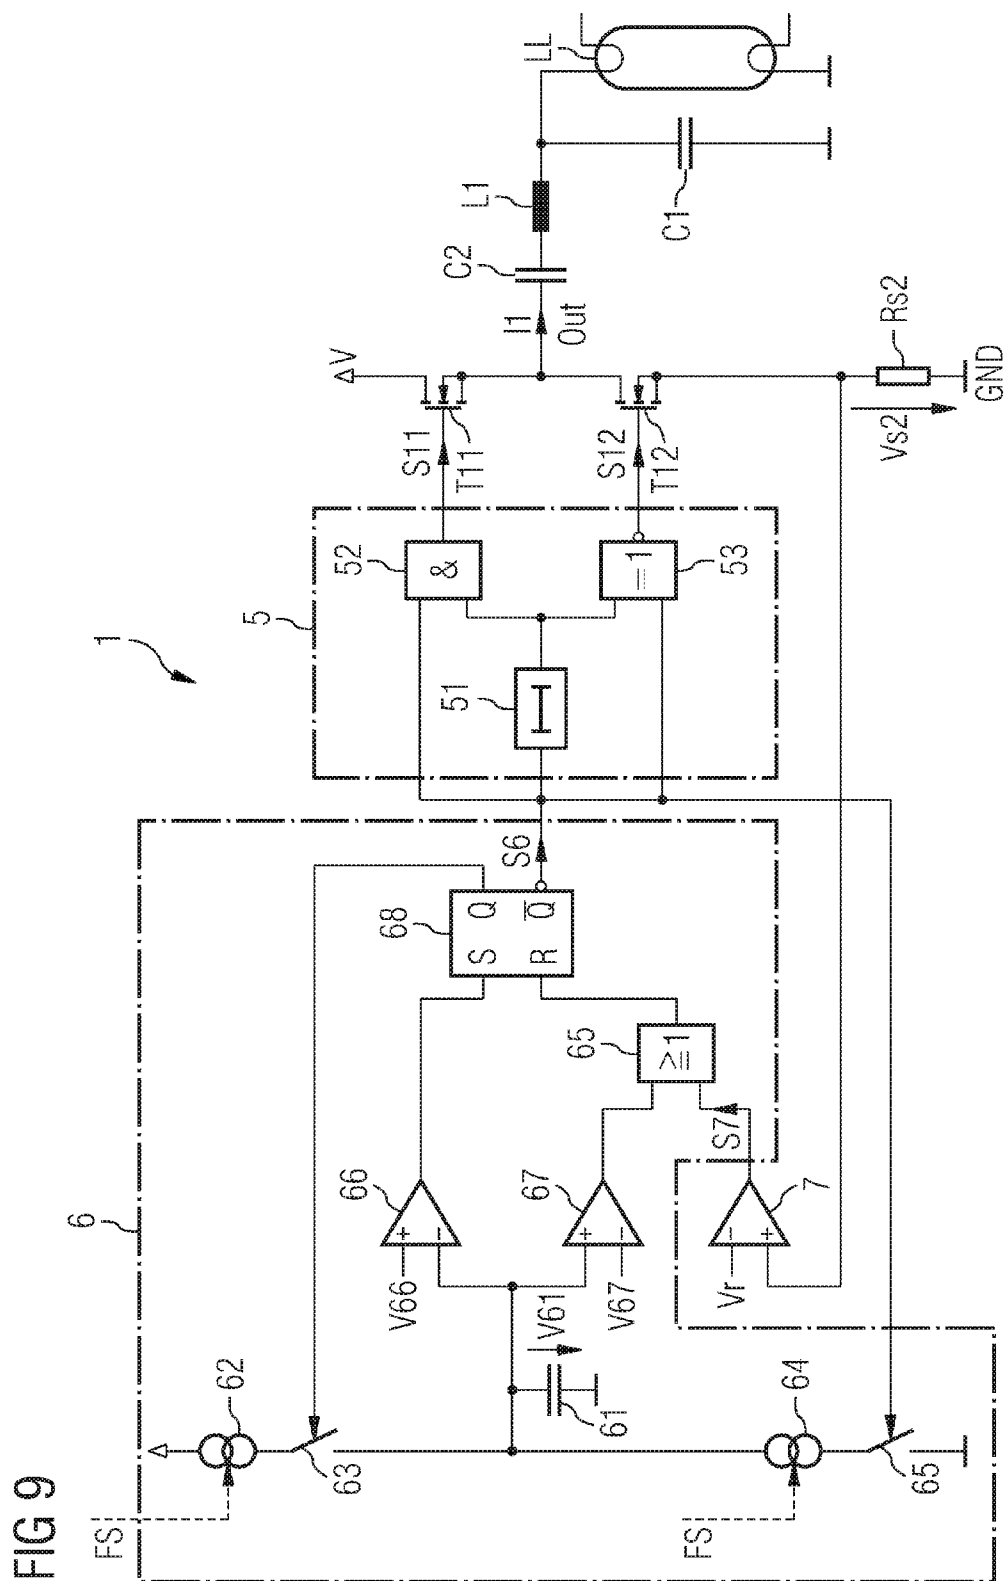 FIG 9
1
6
FS
62
63
V66
66
+
−
68
S
Q
R
Q
S6
5
51
52
&
S11
T11
V
I1
Out
C2
L1
LL
C1
V61
61
V67
67
+
−
65
≥=1
S7
Vr
7
−
+
=1
53
S12
T12
Vs2
Rs2
GND
FS
64
65